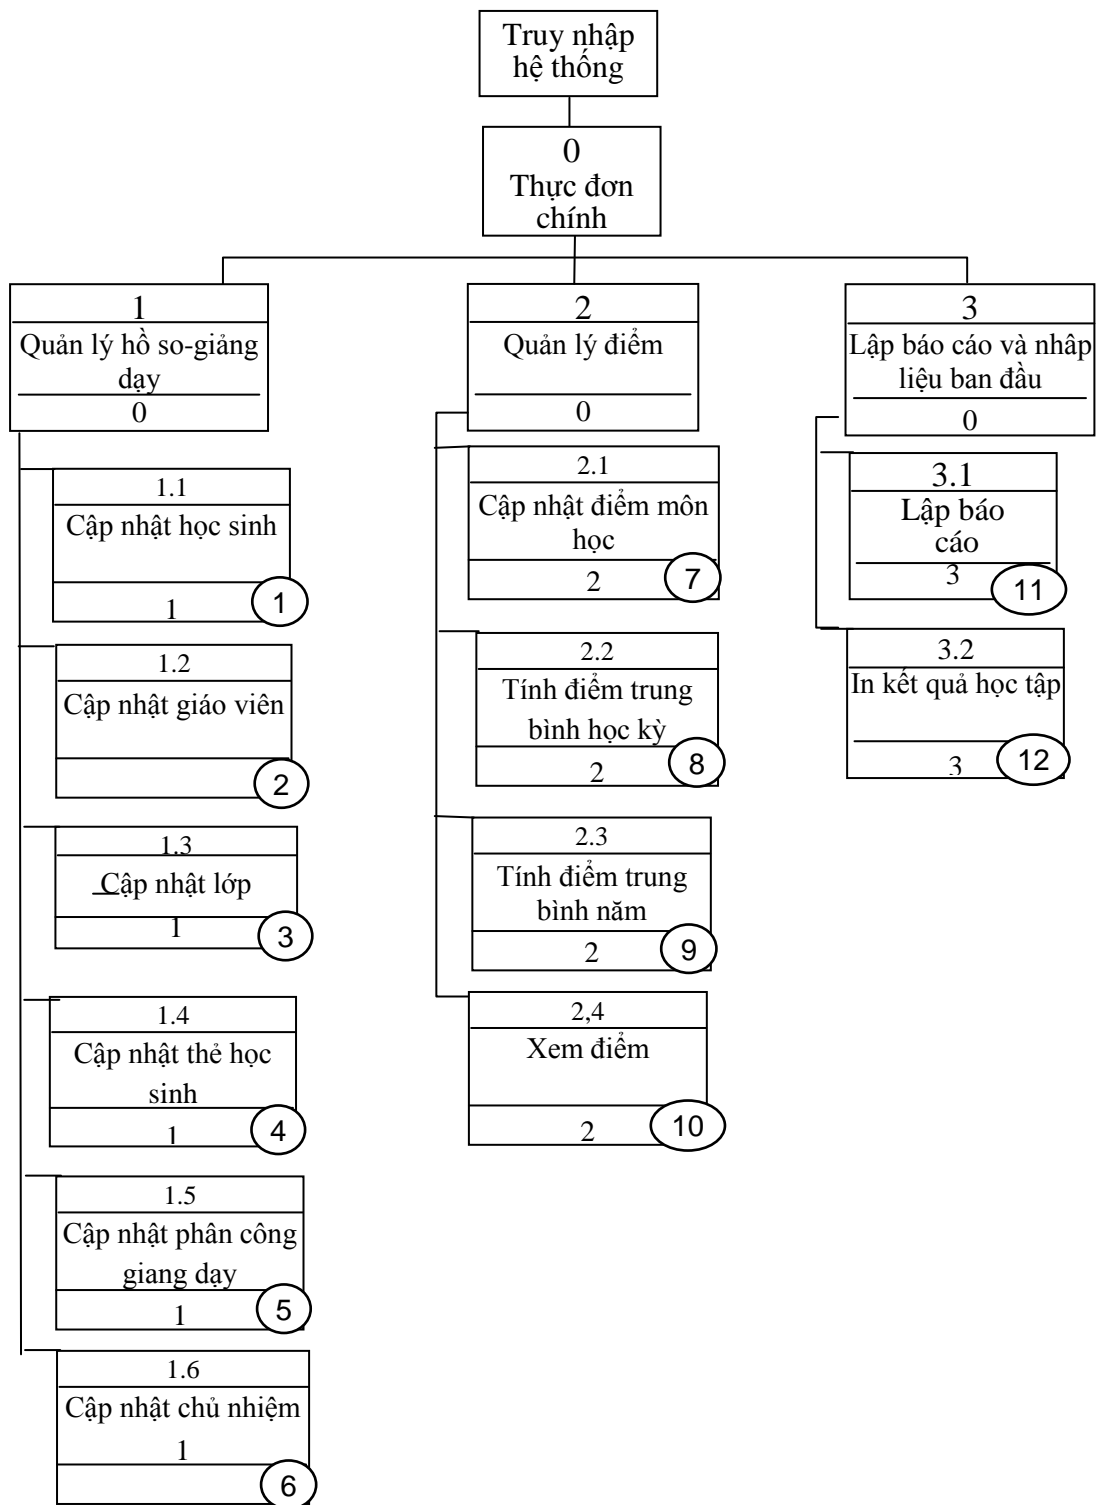 Truy nhập
hệ thống
0
Thực đơn
chính
1
Quản lý hồ so-giảng
dạy
0
1.1
Cập nhật học sinh
1
1
1.2
Cập nhật giáo viên
2
1.3
Cập nhật lớp
1
3
1.4
Cập nhật thẻ học
sinh
1
4
1.5
Cập nhật phân công
giang dạy
1
5
1.6
Cập nhật chủ nhiệm
1
6
2
Quản lý điểm
0
2.1
Cập nhật điểm môn
học
2
7
2.2
Tính điểm trung
bình học kỳ
2
8
2.3
Tính điểm trung
bình năm
2
9
2,4
Xem điểm
2
10
3
Lập báo cáo và nhâp
liệu ban đầu
0
3.1
Lập báo
cáo
3
11
3.2
In kết quả học tập
3
12